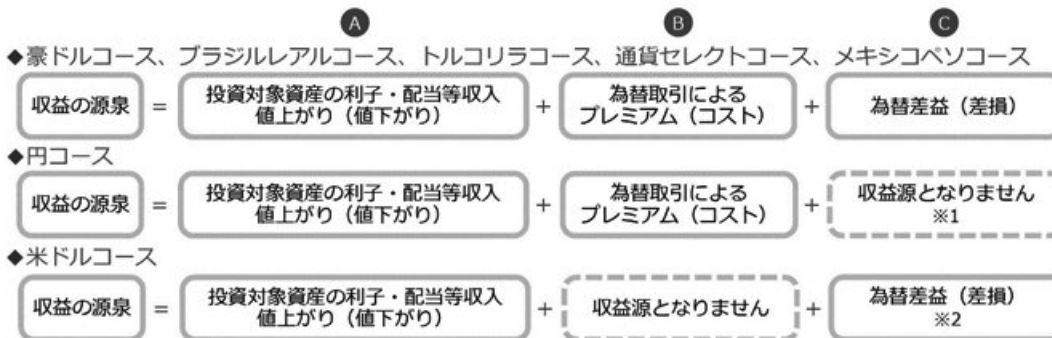 A B C
◆豪ドルコース、ブラジルレアルコース、トルコリラコース、通貨セレクトコース、メキシコペソコース
収益の源泉 = 投資対象資産の利子・配当等収入 + 為替取引による + 為替差益（差損）
値上がり（値下がり） プレミアム（コスト）
◆円コース
収益の源泉 = 投資対象資産の利子・配当等収入 + 為替取引による + 収益源となりません
値上がり（値下がり） プレミアム（コスト） ※1
◆米ドルコース
収益の源泉 = 投資対象資産の利子・配当等収入 + 収益源となりません + 為替差益（差損）
値上がり（値下がり） ※2